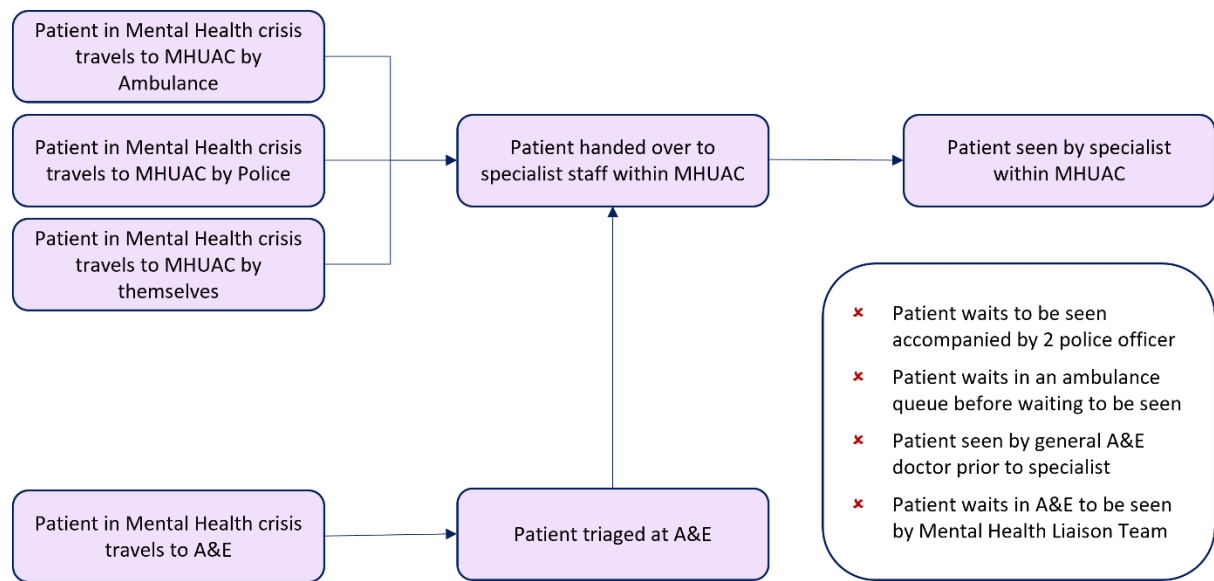 Patient in Mental Health crisis
travels to MHUAC by
Ambulance
Patient in Mental Health crisis
travels to MHUAC by Police
Patient in Mental Health crisis
travels to MHUAC by
themselves
Patient handed over to
specialist staff within MHUAC
Patient seen by specialist
within MHUAC
✘ Patient waits to be seen
accompanied by 2 police officer
✘ Patient waits in an ambulance
queue before waiting to be seen
✘ Patient seen by general A&E
doctor prior to specialist
✘ Patient waits in A&E to be seen
by Mental Health Liaison Team
Patient in Mental Health crisis
travels to A&E
Patient triaged at A&E